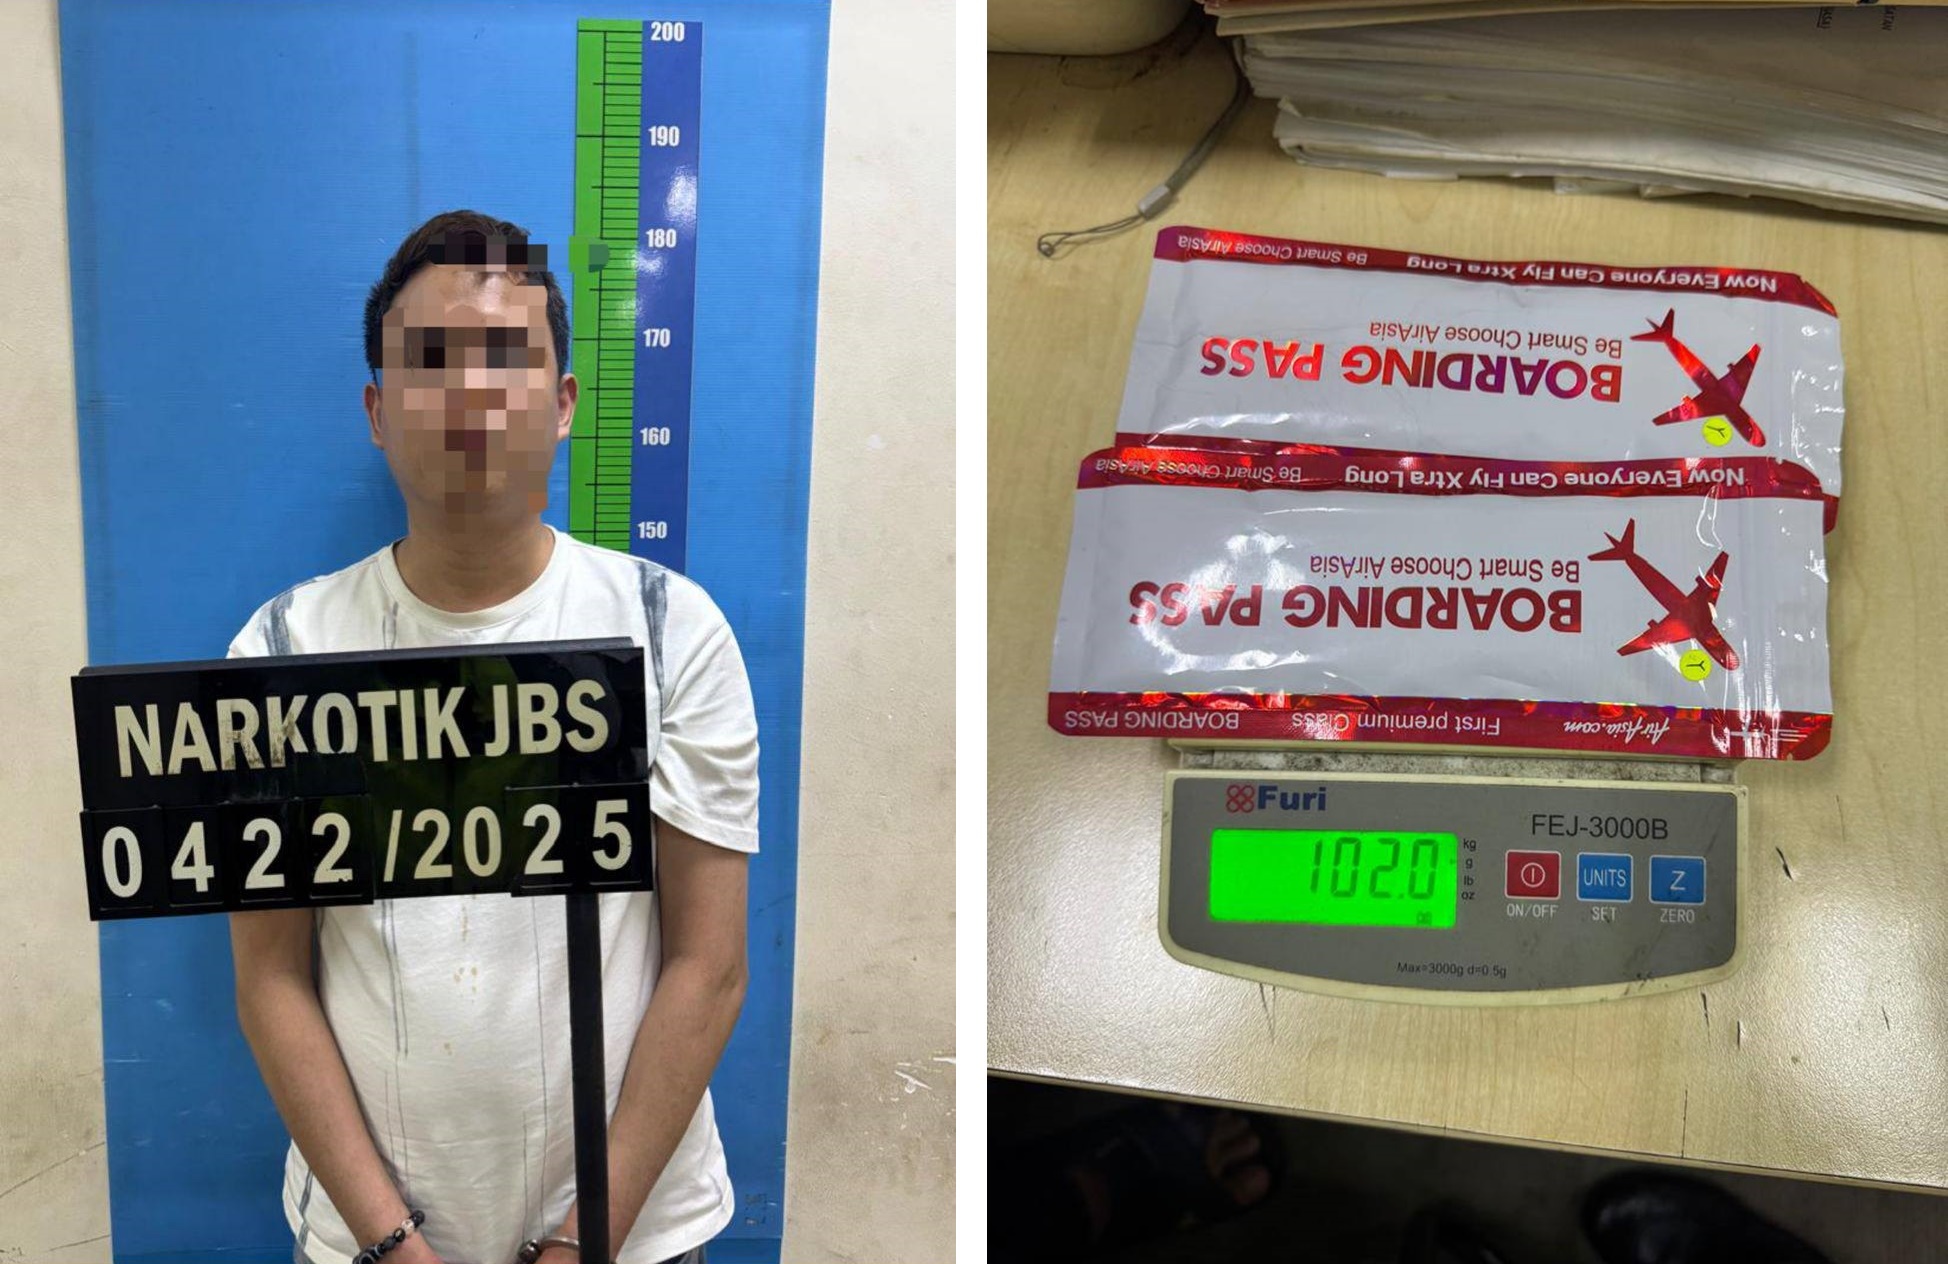 200
190
180
170
160
150
NARKOTIK JBS
0422/2025
Now Everyone Can Fly Xtra Long Be Smart Choose AirAsia
Be Smart Choose AirAsia
BOARDING PASS
Now Everyone Can Fly Xtra Long Be Smart Choose AirAsia
Be Smart Choose AirAsia
BOARDING PASS
AirAsia.com First premium Class BOARDING PASS BOARDING PASS
Furi
FEJ-3000B
102.0
kg
g
lb
oz
UNITS
Z
ON/OFF SET ZERO
Max=3000g d=0.5g